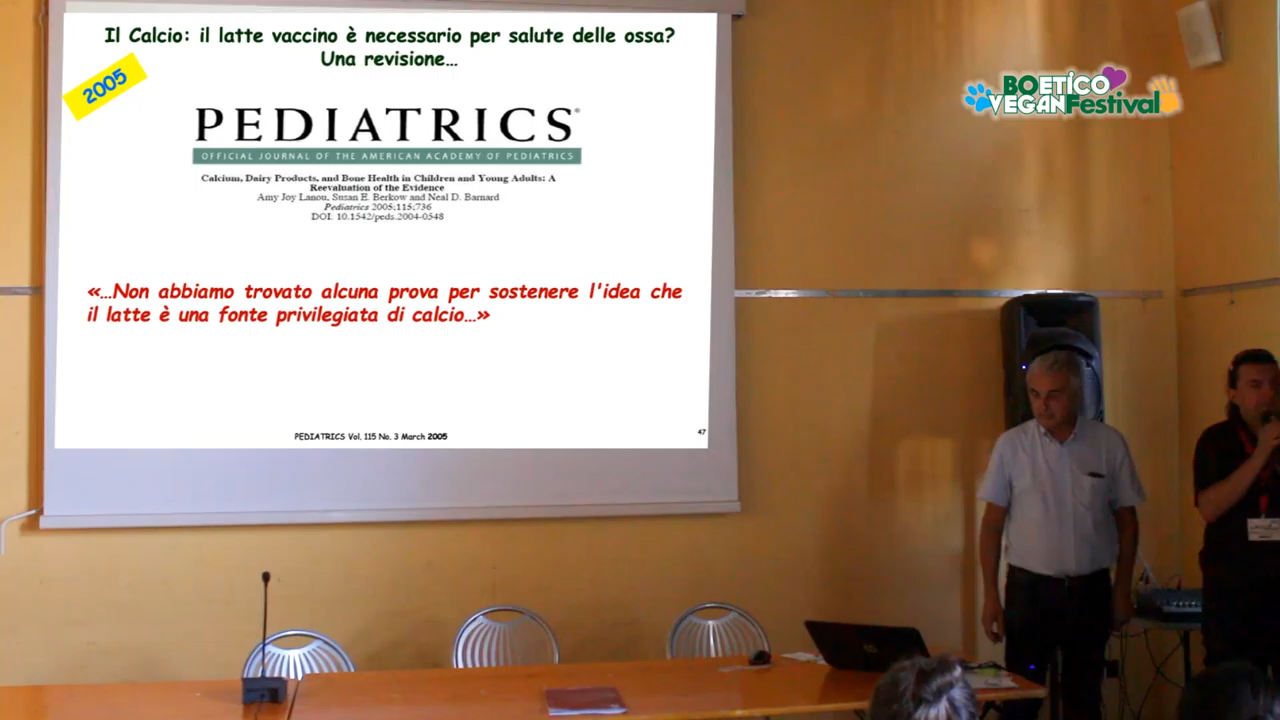 Il Calcio: il latte vaccino è necessario per salute delle ossa?
Una revisione…
2005
PEDIATRICS®
OFFICIAL JOURNAL OF THE AMERICAN ACADEMY OF PEDIATRICS
Calcium, Dairy Products, and Bone Health in Children and Young Adults: A
Reevaluation of the Evidence
Amy Joy Lanou, Susan E. Berkow and Neal D. Barnard
Pediatrics 2005;115;736
DOI: 10.1542/peds.2004-0548
«…Non abbiamo trovato alcuna prova per sostenere l'idea che
il latte è una fonte privilegiata di calcio…»
PEDIATRICS Vol. 115 No. 3 March 2005
47
BOETICO
VEGANFestival